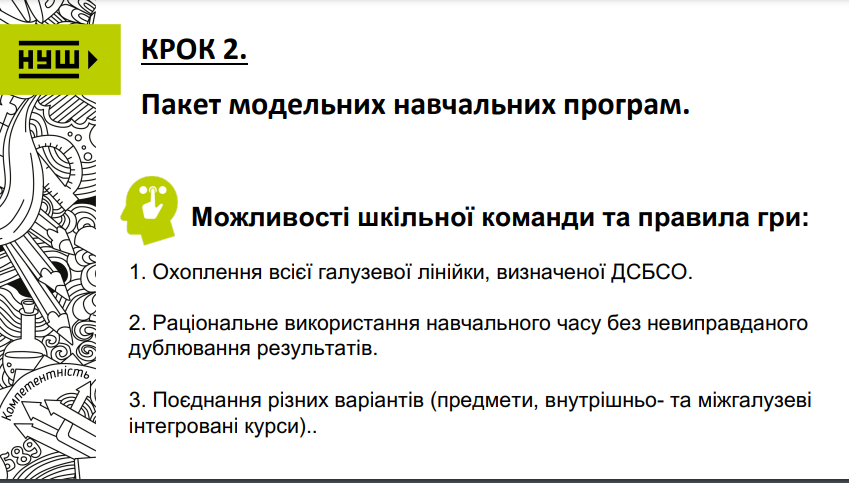 НУШ
КРОК 2.
Пакет модельних навчальних програм.
Можливості шкільної команди та правила гри:
1. Охоплення всієї галузевої лінійки, визначеної ДСБСО.
2. Раціональне використання навчального часу без невиправданого
дублювання результатів.
3. Поєднання різних варіантів (предмети, внутрішньо- та міжгалузеві
інтегровані курси)..
Компетентність
589